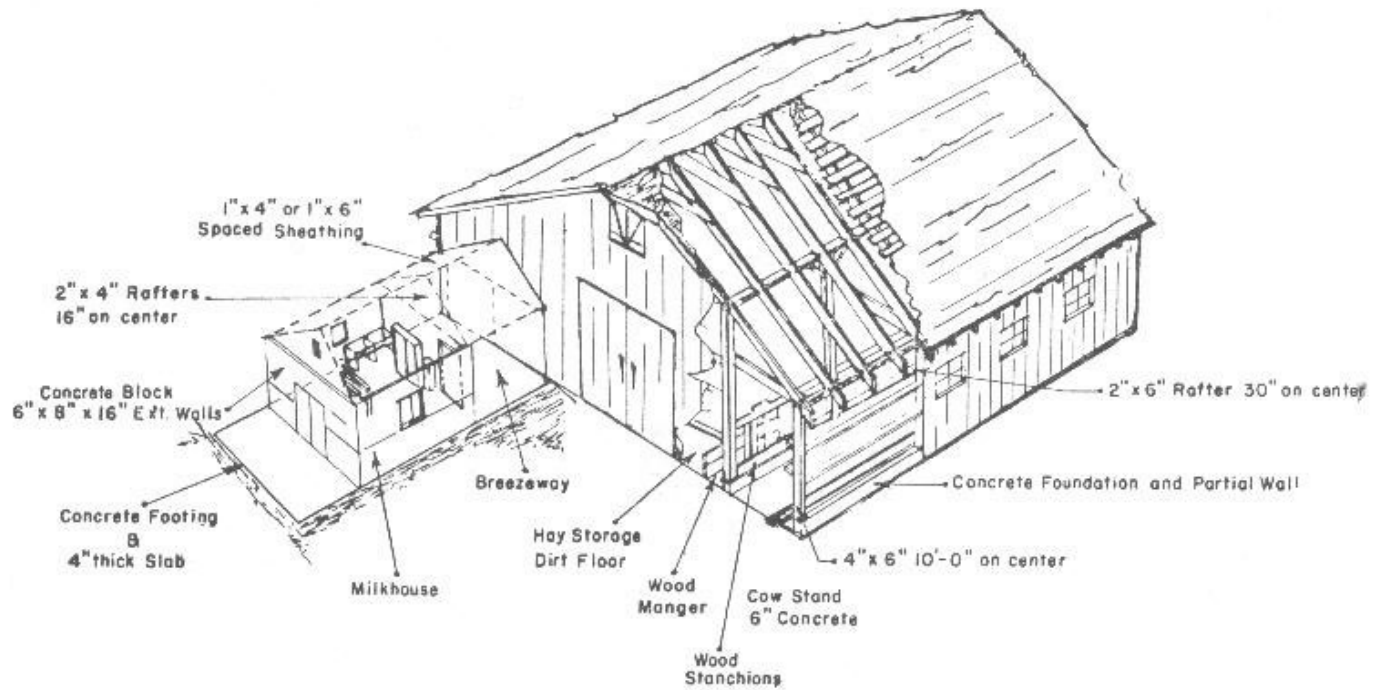 1" x 4" or 1" x 6"
Spaced Sheathing
2" x 4" Rafters
16" on center
Concrete Block
6" x 8" x 16" Ext. Walls
Concrete Footing
&
4" thick Slab
Milkhouse
Breezeway
Hay Storage
Dirt Floor
Wood
Manger
Cow Stand
6" Concrete
Wood
Stanchions
4" x 6" 10'-0" on center
Concrete Foundation and Partial Wall
2" x 6" Rafter 30" on center